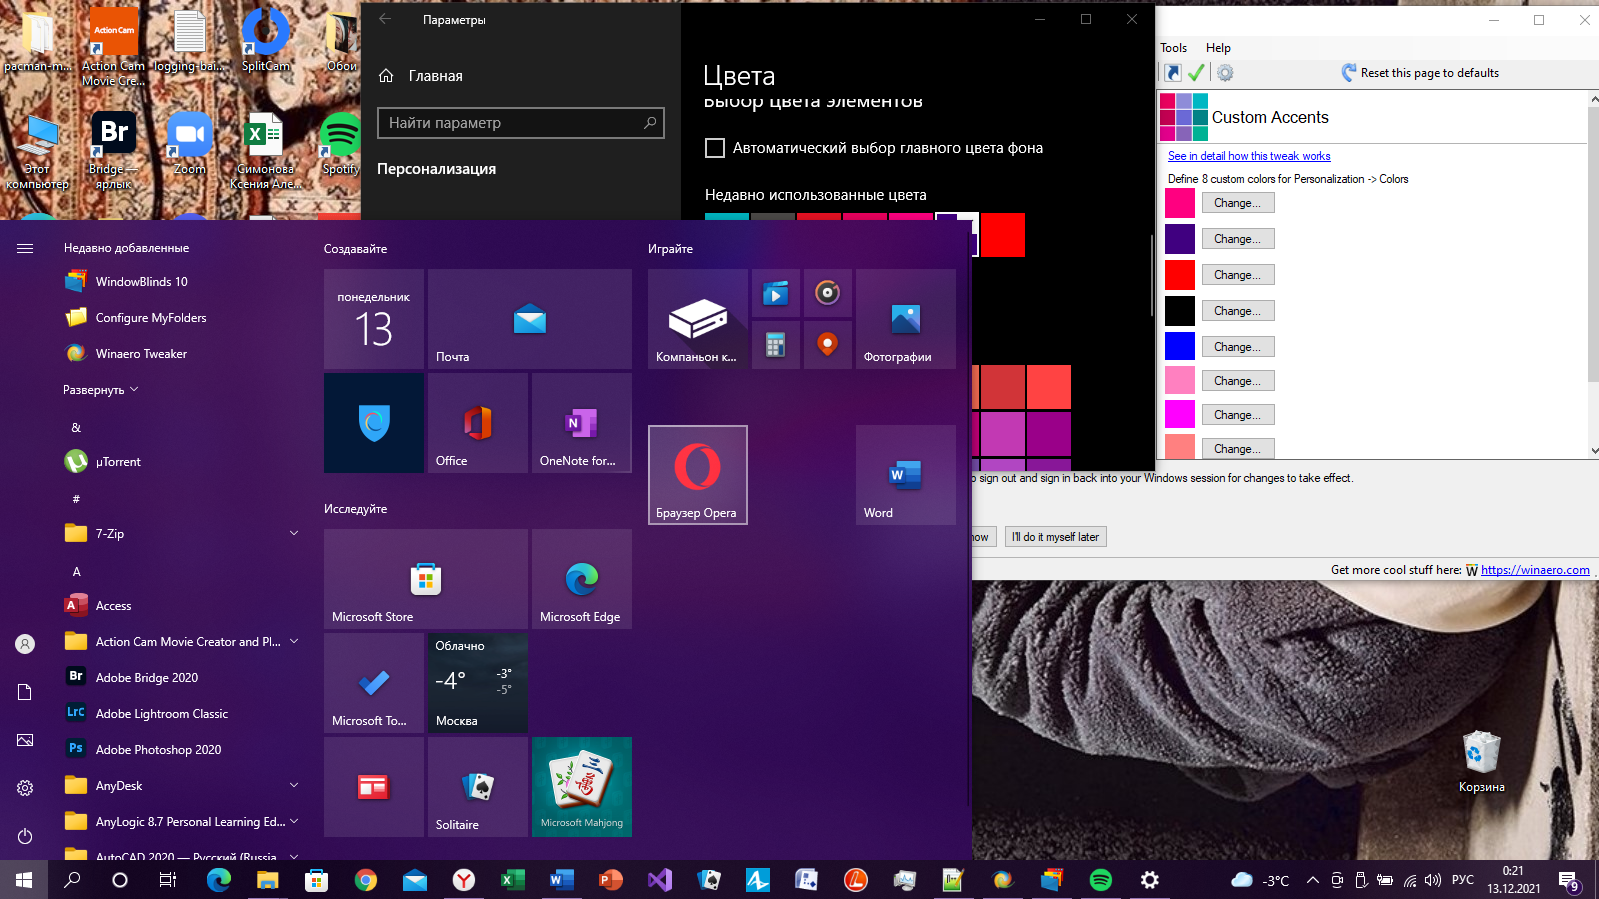 pacman-m...
Action Cam
Action Cam Movie Cre...
logging-bai...
SplitCam
Обои
Br
Этот компьютер
Bridge — ярлык
Zoom
Симонова Ксения Але...
Spotify
Параметры
Главная
Найти параметр
Персонализация
Цвета
Выбор цвета элементов
Автоматический выбор главного цвета фона
Недавно использованные цвета
Tools Help
Reset this page to defaults
Custom Accents
See in detail how this tweak works
Define 8 custom colors for Personalization -> Colors
Change...
Change...
Change...
Change...
Change...
Change...
Change...
Change...
o sign out and sign in back into your Windows session for changes to take effect.
now
I'll do it myself later
Get more cool stuff here: https://winaero.com
Недавно добавленные
WindowBlinds 10
Configure MyFolders
Winaero Tweaker
Развернуть
&
µTorrent
#
7-Zip
A
Access
Action Cam Movie Creator and Pl...
Br Adobe Bridge 2020
LrC Adobe Lightroom Classic
Ps Adobe Photoshop 2020
AnyDesk
AnyLogic 8.7 Personal Learning Ed...
AutoCAD 2020 — Русский (Russia
Создавайте
понедельник
13
Почта
Office
OneNote for...
Исследуйте
Microsoft Store
Microsoft Edge
Microsoft To...
Облачно
-4°
-3°
-5°
Москва
Solitaire
Microsoft Mahjong
Играйте
Компаньон к...
Фотографии
Браузер Opera
Word
Корзина
-3°C
РУС
0:21
13.12.2021
9